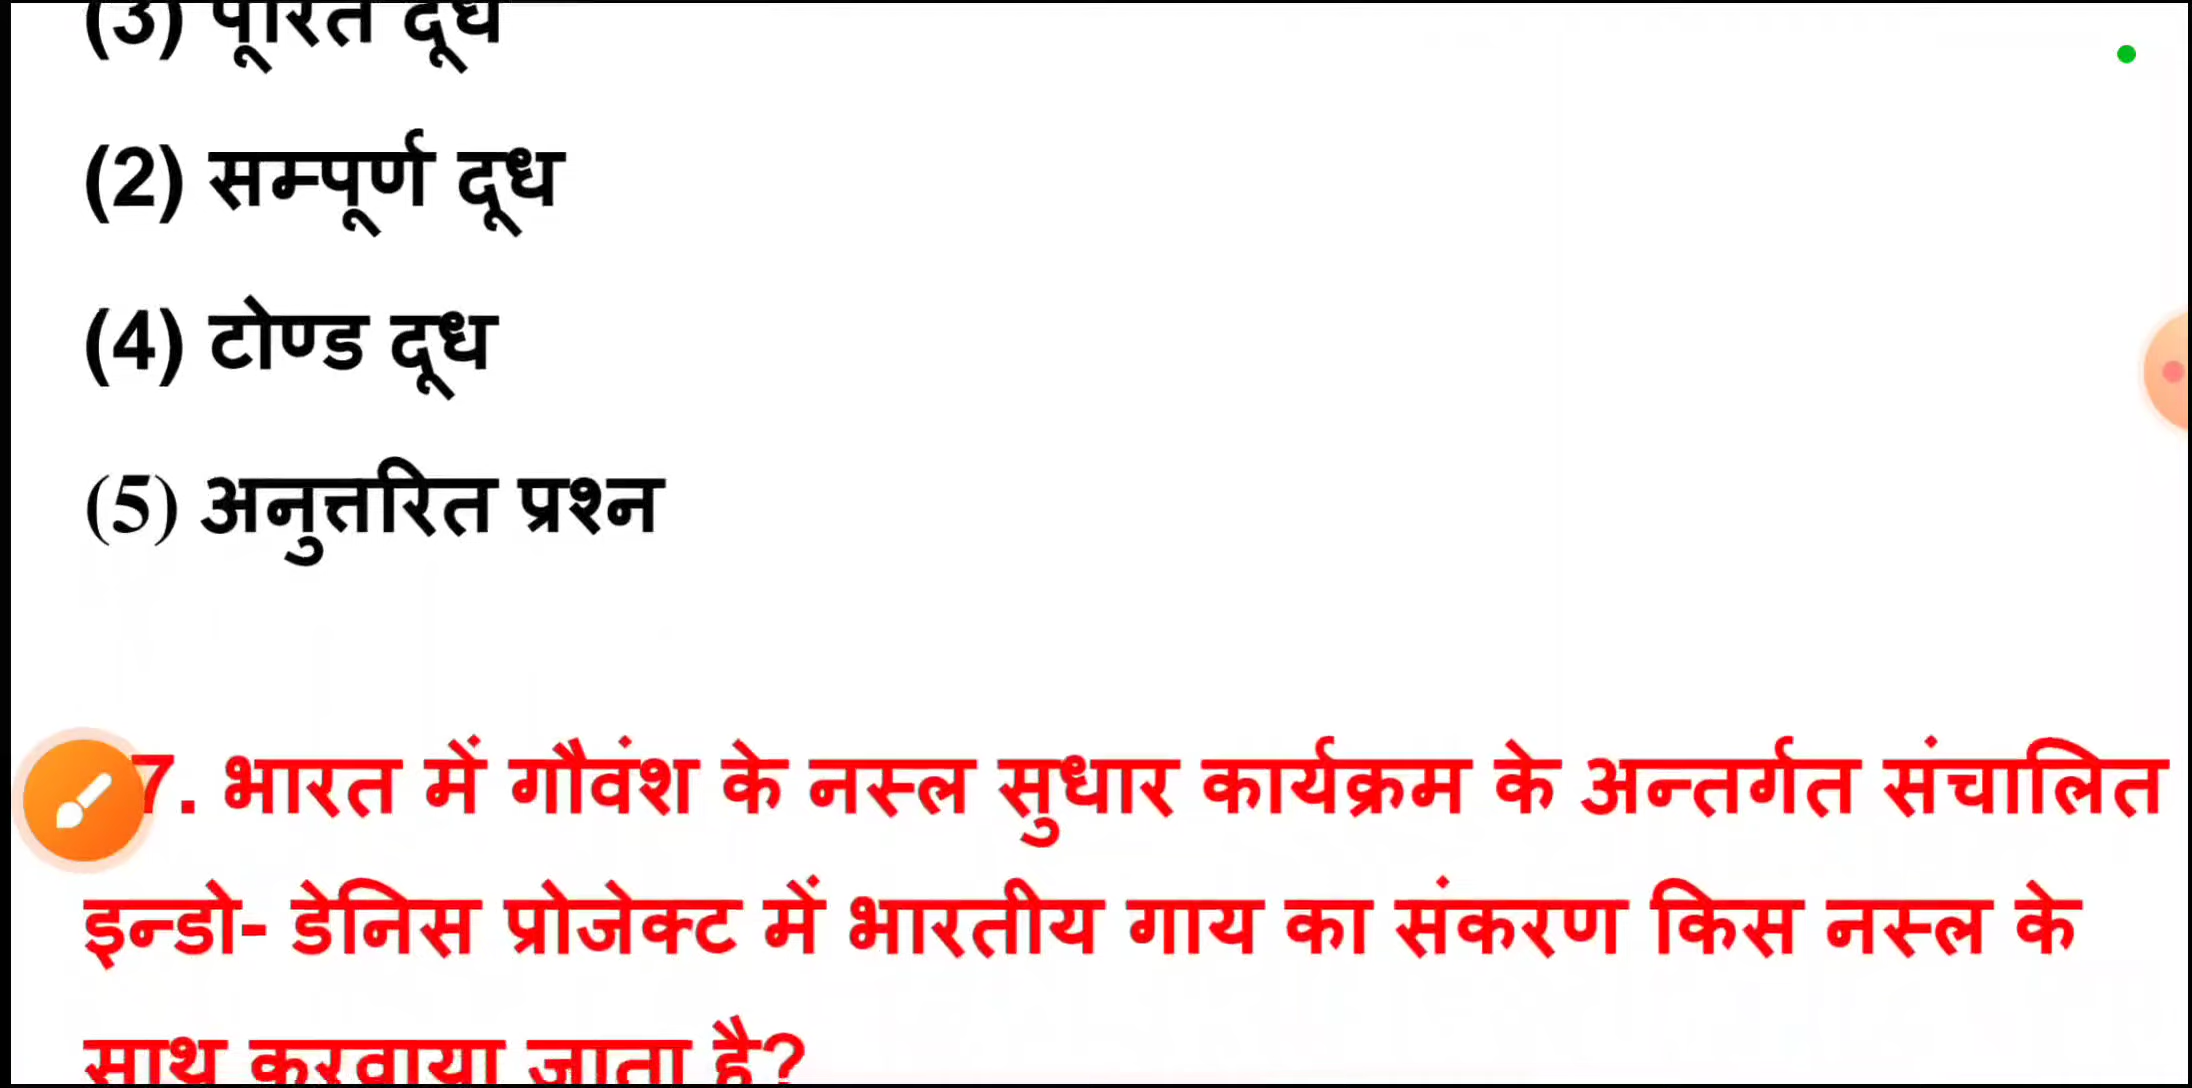 (3) पूरित दूध
(2) सम्पूर्ण दूध
(4) टोण्ड दूध
(5) अनुत्तरित प्रश्न
7. भारत में गौवंश के नस्ल सुधार कार्यक्रम के अन्तर्गत संचालित
इन्डो- डेनिस प्रोजेक्ट में भारतीय गाय का संकरण किस नस्ल के
साथ करवाया जाता है?